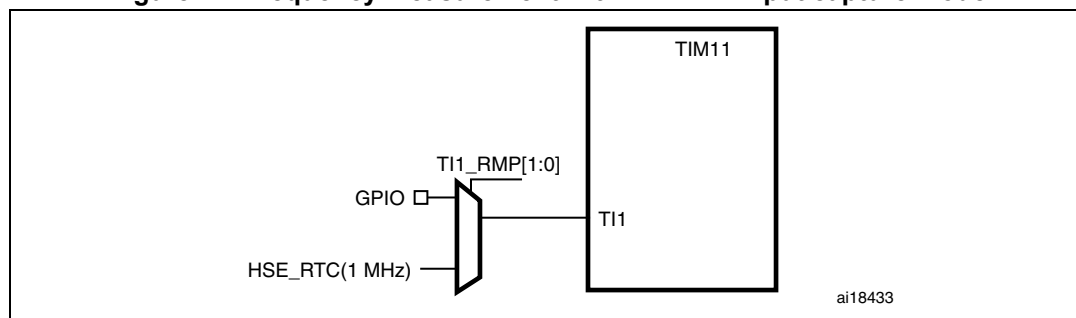 TIM11
TI1_RMP[1:0]
GPIO
TI1
HSE_RTC(1 MHz)
ai18433